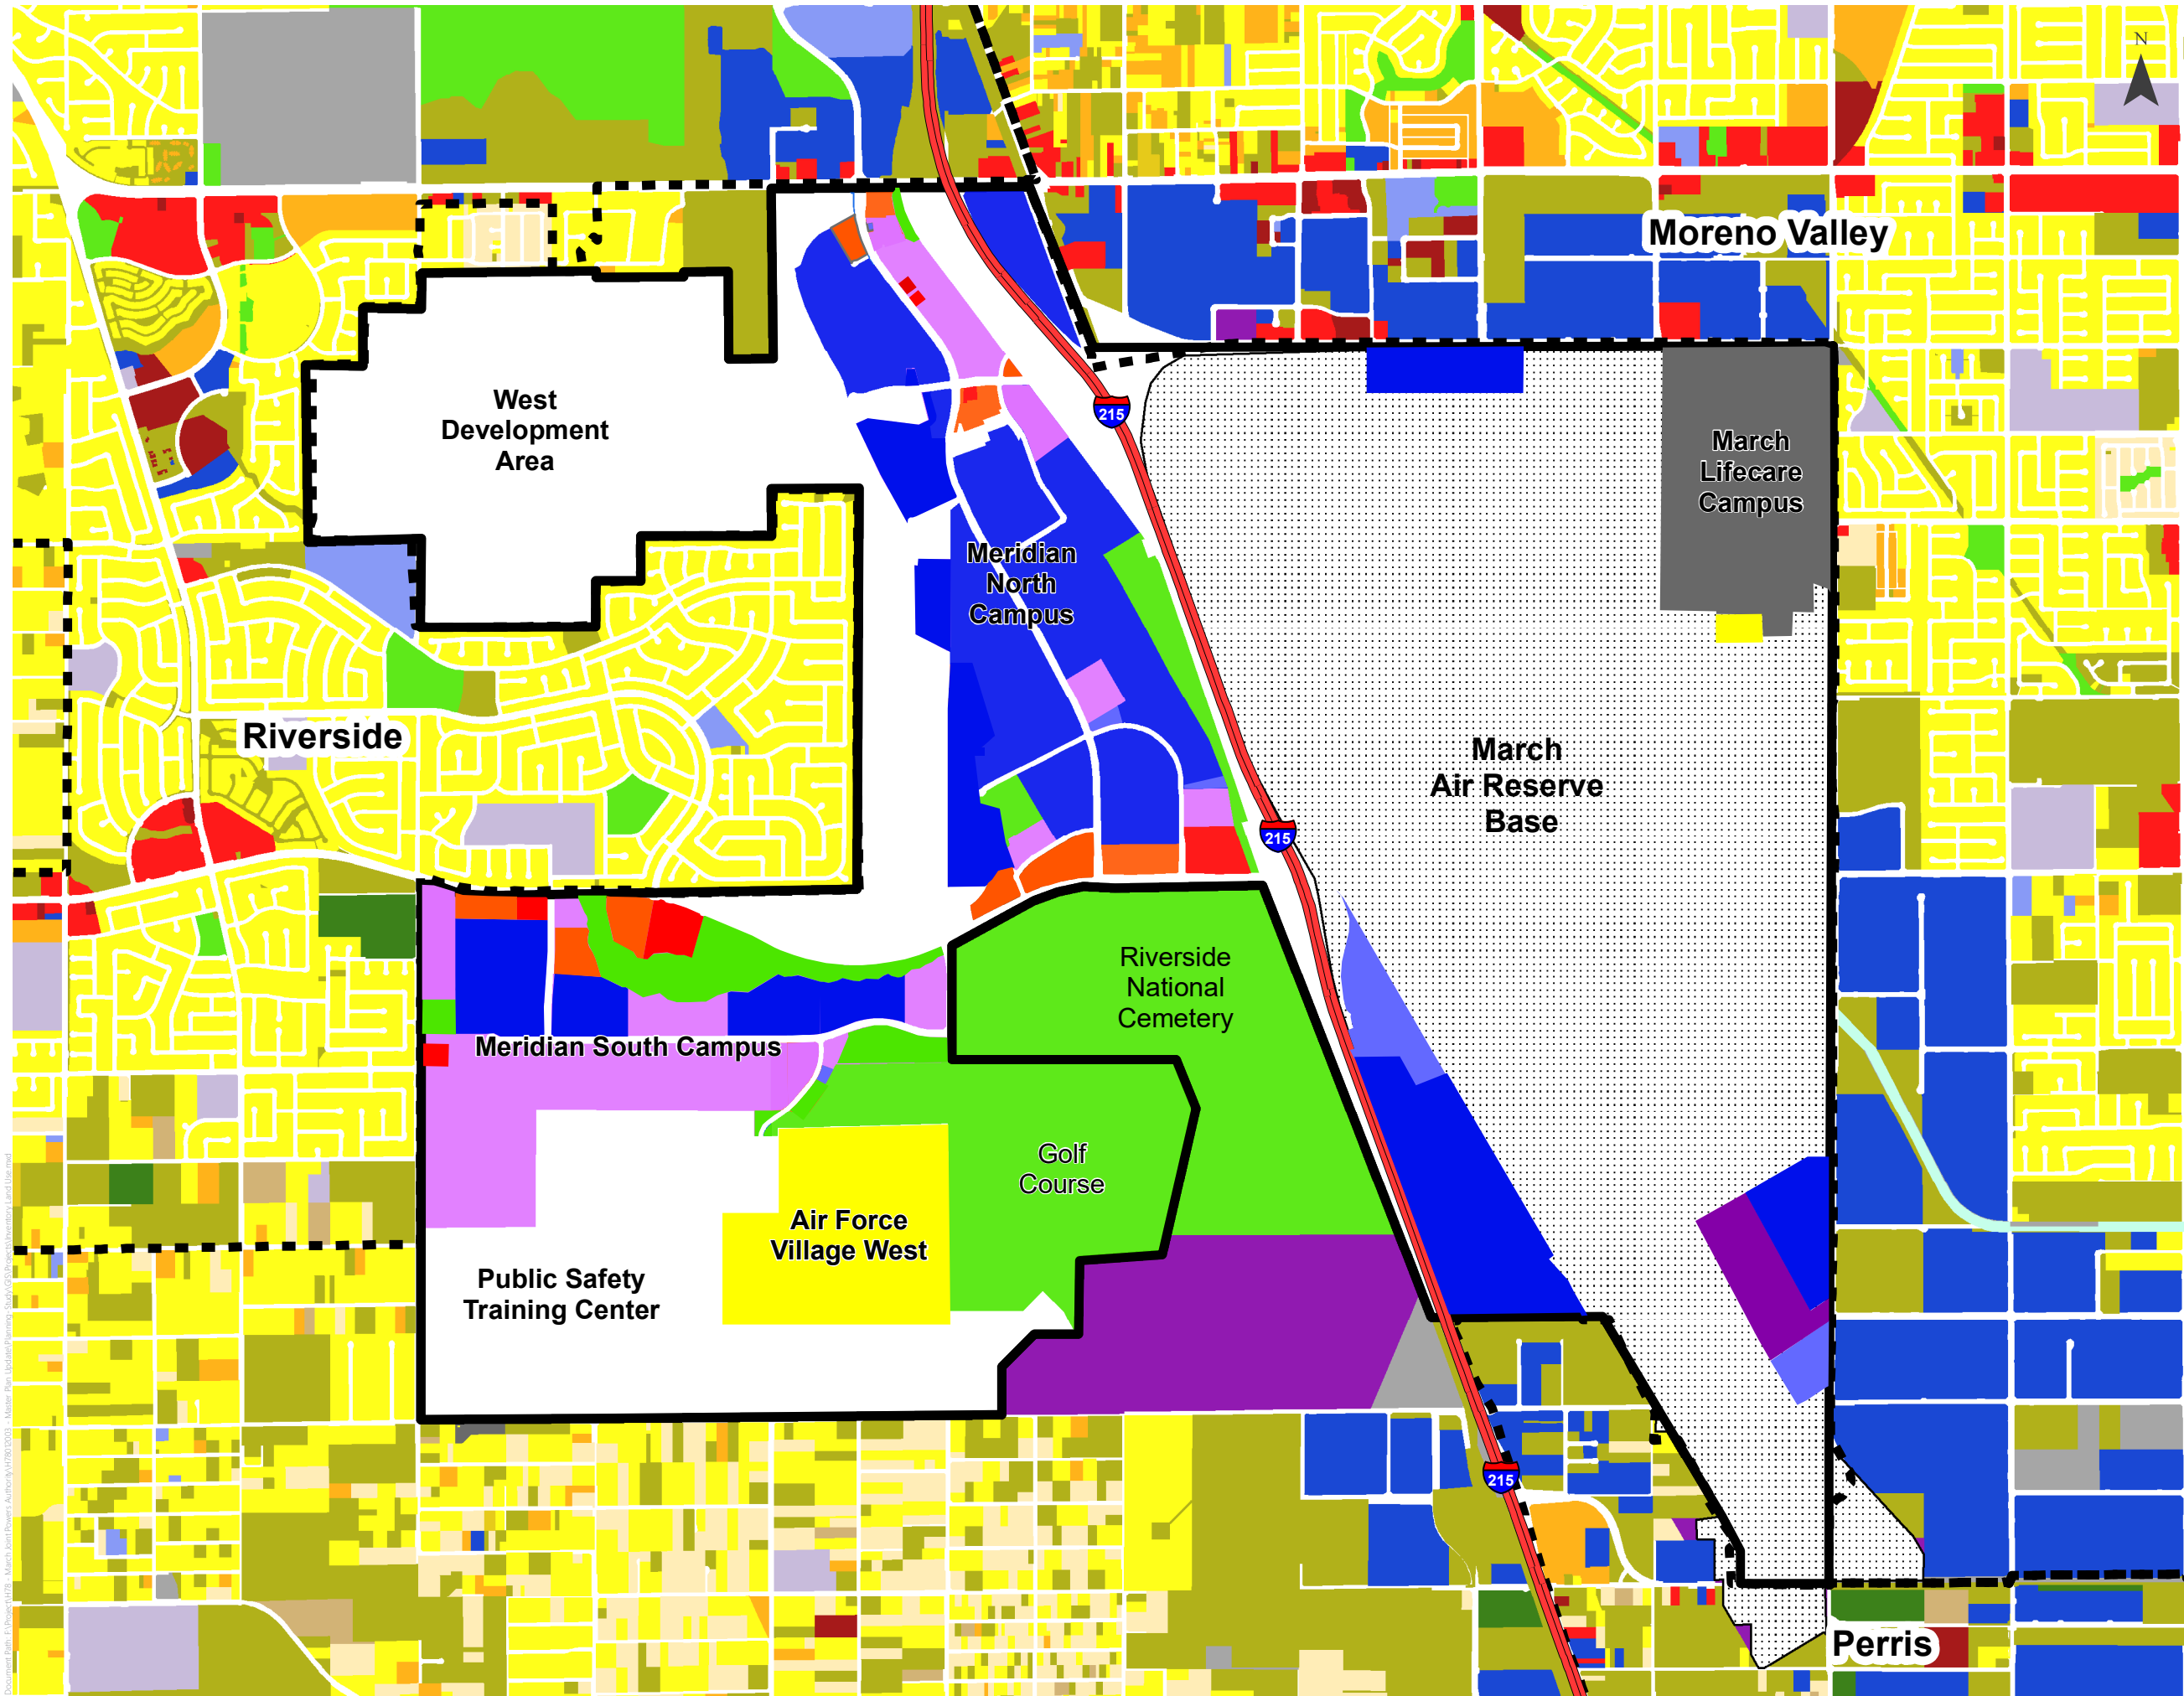 N
Moreno Valley
West
Development
Area
215
March
Lifecare
Campus
Meridian
North
Campus
Riverside
March
Air Reserve
Base
215
Riverside
National
Cemetery
Meridian South Campus
Golf
Course
Air Force
Village West
Public Safety
Training Center
215
Perris